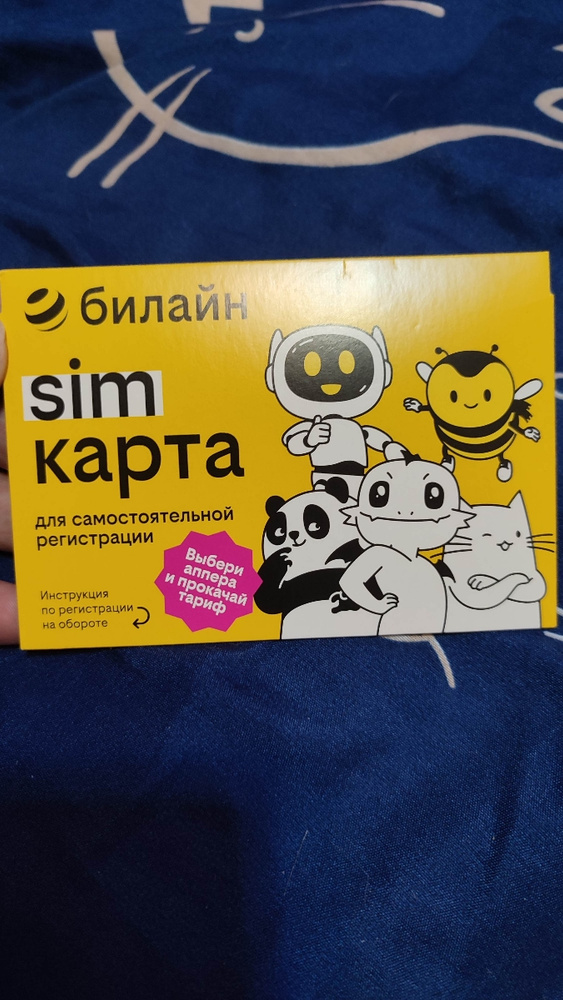 билайн
sim
карта
для самостоятельной
регистрации
Выбери
аппера
и прокачай
тариф
Инструкция
по регистрации
на обороте